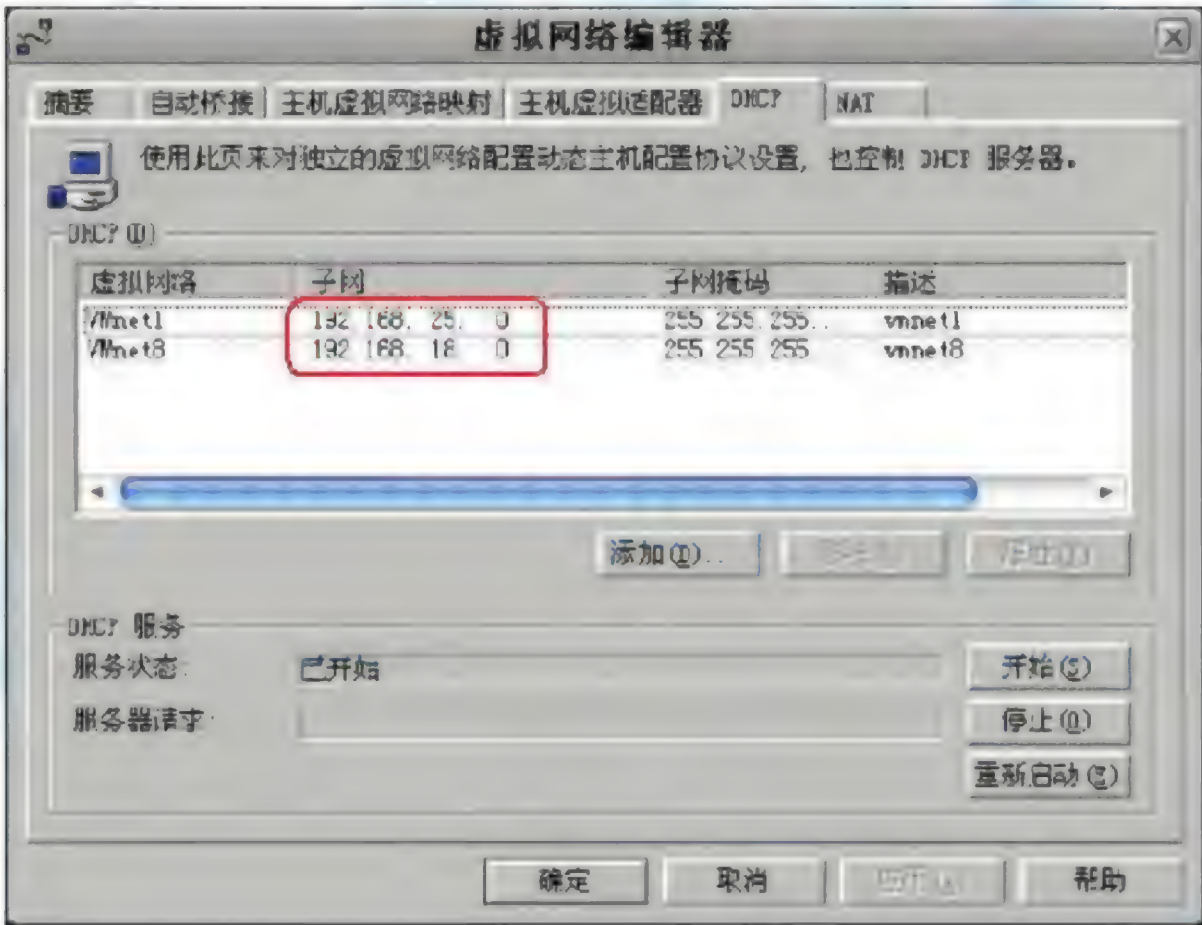 虚拟网络编辑器
摘要 自动桥接 主机虚拟网络映射 主机虚拟适配器 DHCP NAT
使用此页来对独立的虚拟网络配置动态主机配置协议设置，也控制 DHCP 服务器。
DHCP
虚拟网络 子网 子网掩码 描述
VMnet1 192.168. 25. 0 255.255.255.. vmnet1
VMnet8 192.168. 18. 0 255.255.255 vmnet8
添加
DHCP 服务
服务状态: 已开始 开始(S)
服务器请求: 停止
重新启动
确定 取消 帮助